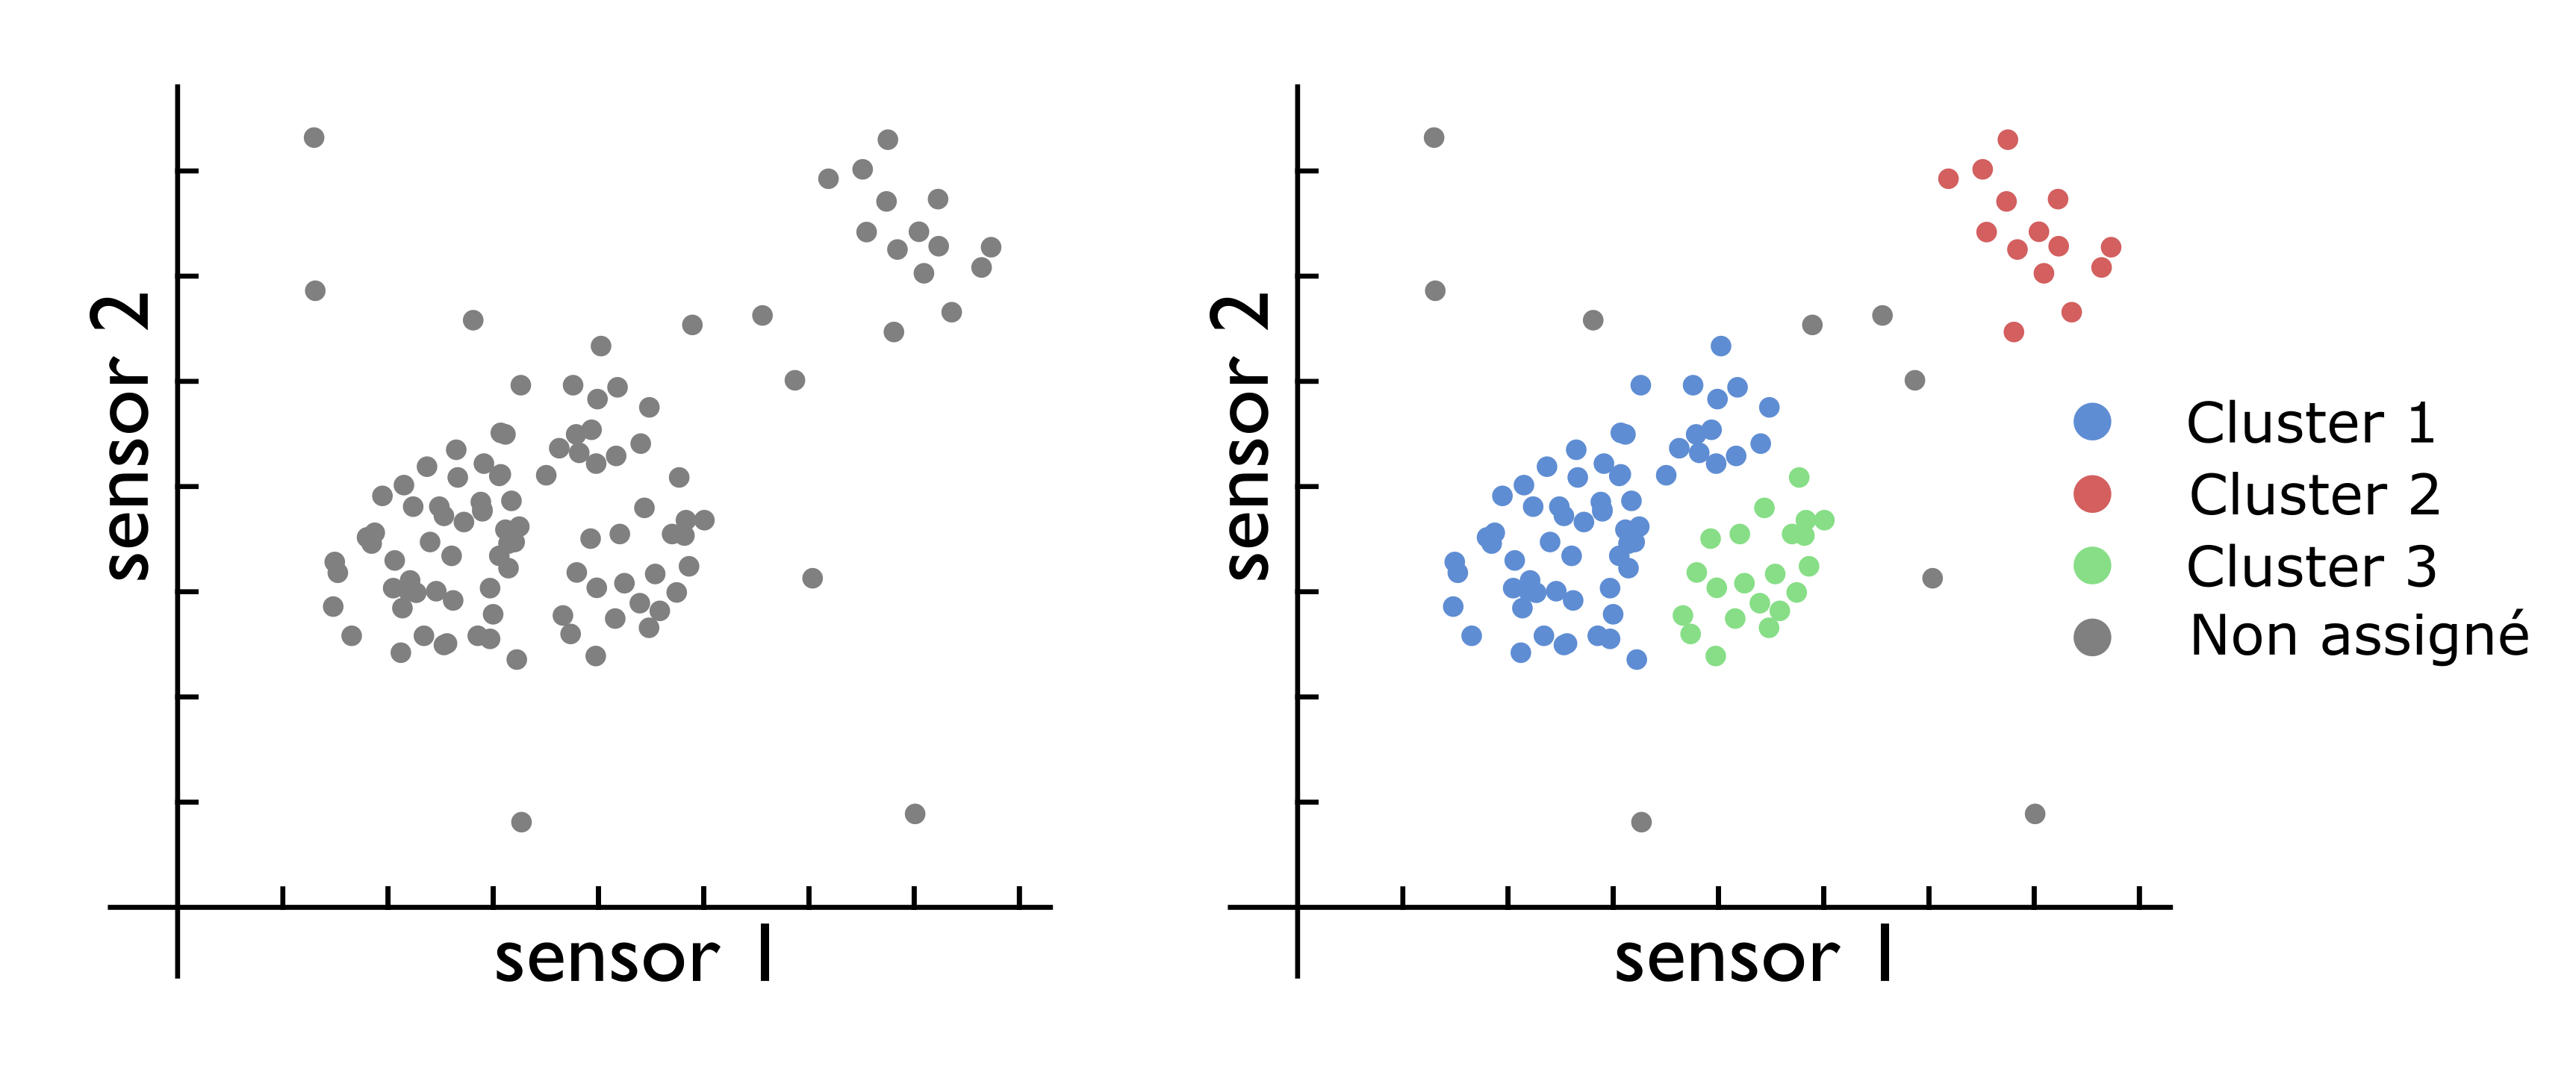 sensor 2
sensor 1
sensor 2
sensor 1
Cluster 1
Cluster 2
Cluster 3
Non assigné